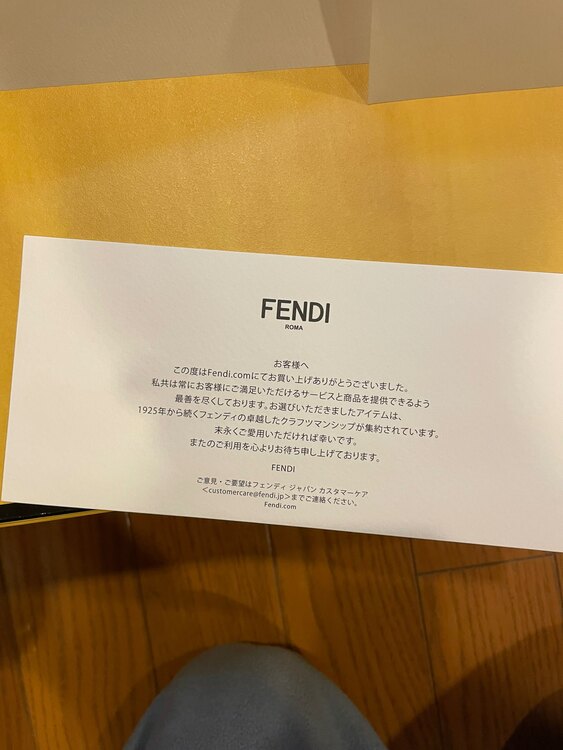 FENDI
ROMA
お客様へ
この度はFendi.comにてお買い上げありがとうございました。
私共は常にお客様にご満足いただけるサービスと商品を提供できるよう
最善を尽くしております。お選びいただきましたアイテムは、
1925年から続くフェンディの卓越したクラフツマンシップが集約されています。
末永くご愛用いただければ幸いです。
またのご利用を心よりお待ち申し上げております。
FENDI
ご意見・ご要望はフェンディ ジャパン カスタマーケア
＜customercare@fendi.jp＞までご連絡ください。
Fendi.com